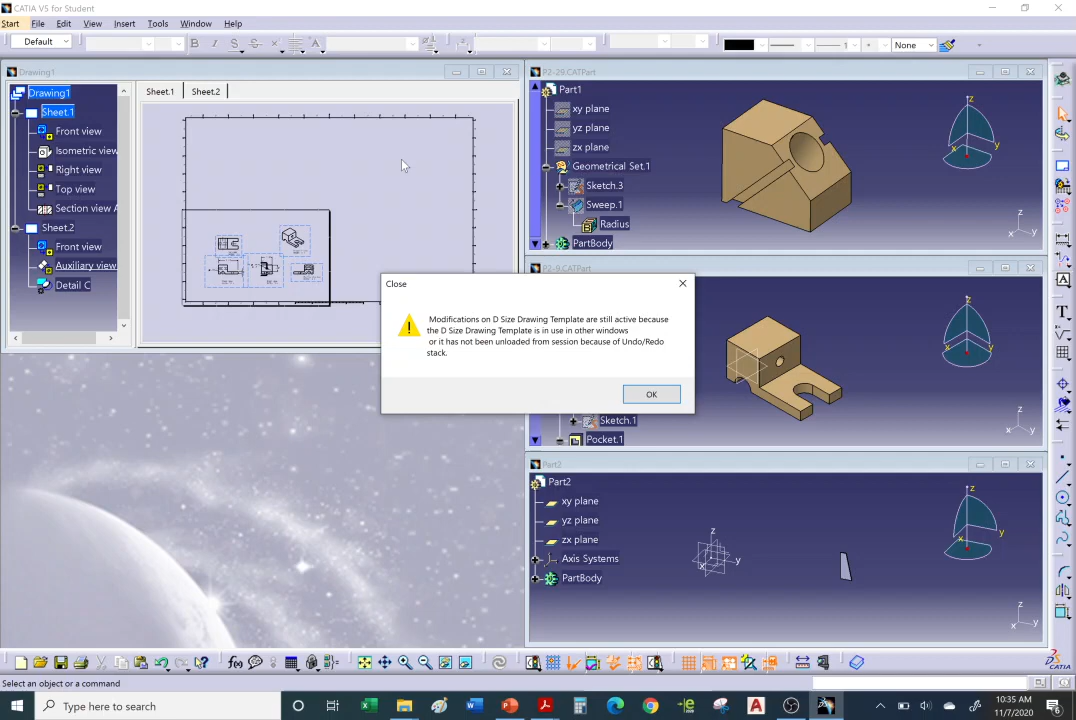 CATIA V5 for Student
Start File Edit View Insert Tools Window Help
Default
B I S S A
1
None
Drawing1
Drawing1
Sheet.1
Front view
Isometric view
Right view
Top view
Section view A
Sheet.2
Front view
Auxiliary view
Detail C
Sheet.1 Sheet.2
P2-29.CATPart
Part1
xy plane
yz plane
zx plane
Geometrical Set.1
Sketch.3
Sweep.1
Radius
PartBody
z
x
y
z
x
y
P2-9.CATPart
z
x
y
z
x
y
Sketch.1
Pocket.1
Close
Modifications on D Size Drawing Template are still active because
the D Size Drawing Template is in use in other windows
or it has not been unloaded from session because of Undo/Redo
stack.
OK
Part2
Part2
xy plane
yz plane
zx plane
Axis Systems
PartBody
z
y
x
z
x
y
z
x
y
f(x)
CATIA
Select an object or a command
Type here to search
10:35 AM
11/7/2020
6